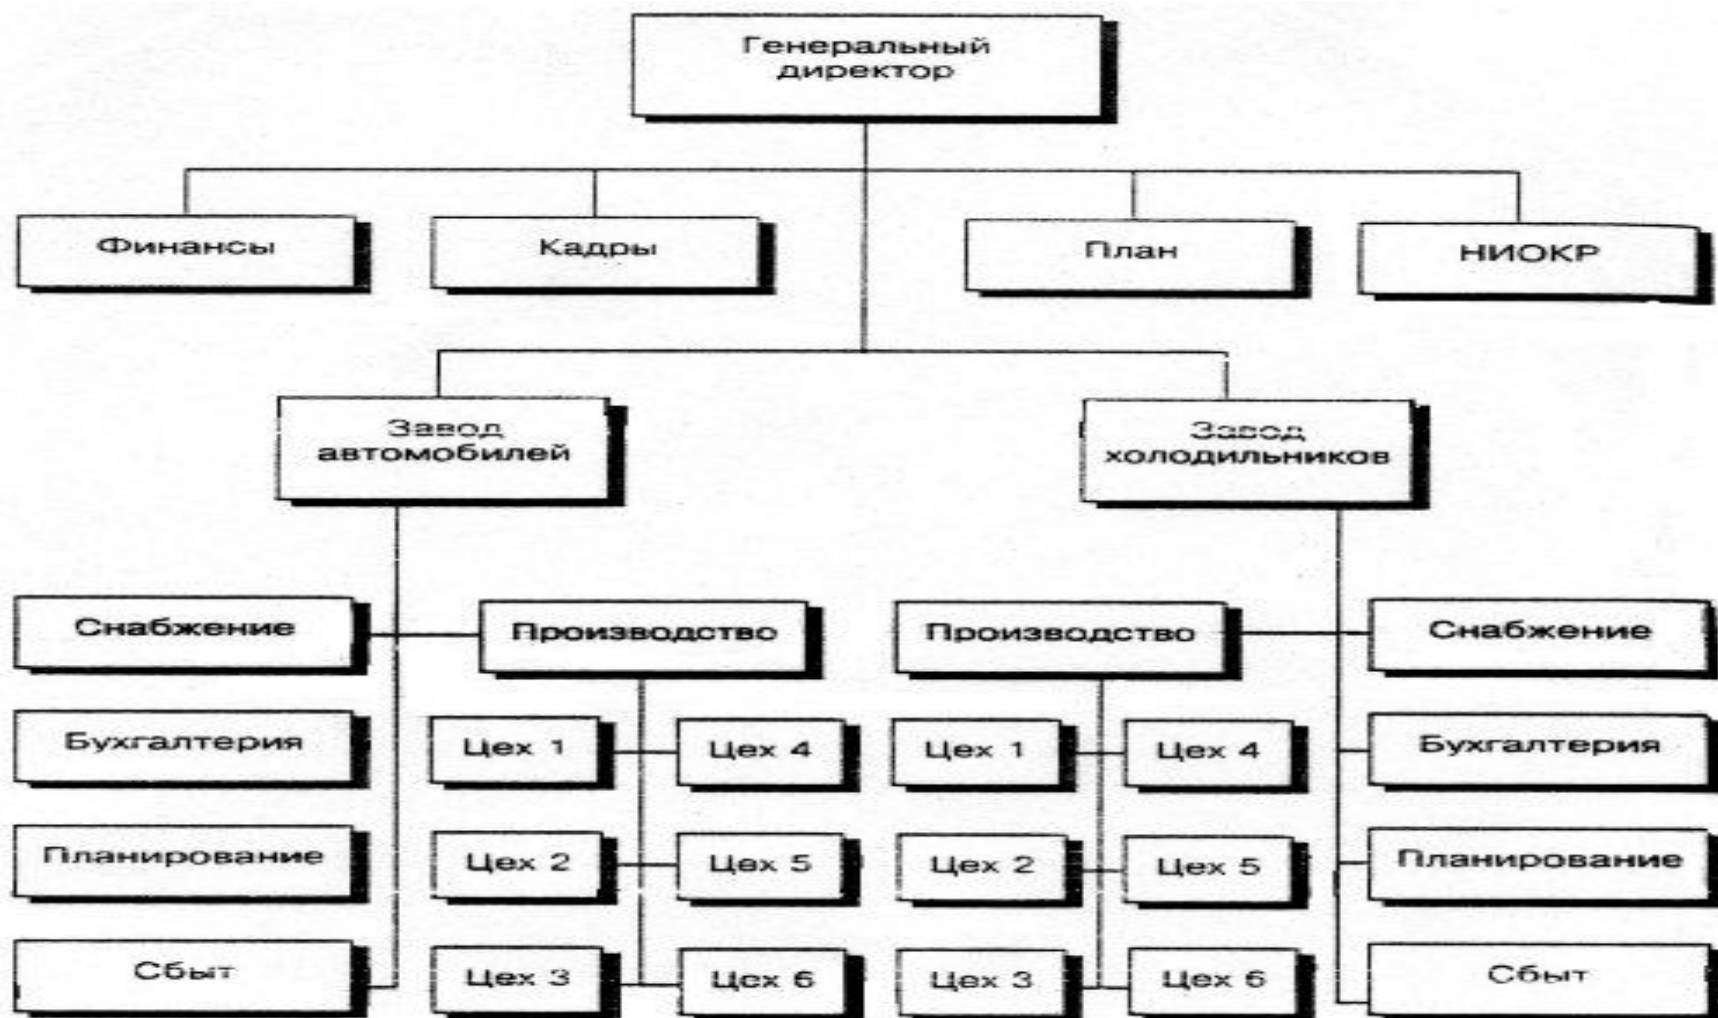 Генеральный
директор
Финансы
Кадры
План
НИОКР
Завод
автомобилей
Завод
холодильников
Снабжение
Производство
Производство
Снабжение
Бухгалтерия
Цех 1
Цех 4
Цех 1
Цех 4
Бухгалтерия
Планирование
Цех 2
Цех 5
Цех 2
Цех 5
Планирование
Сбыт
Цех 3
Цех 6
Цех 3
Цех 6
Сбыт